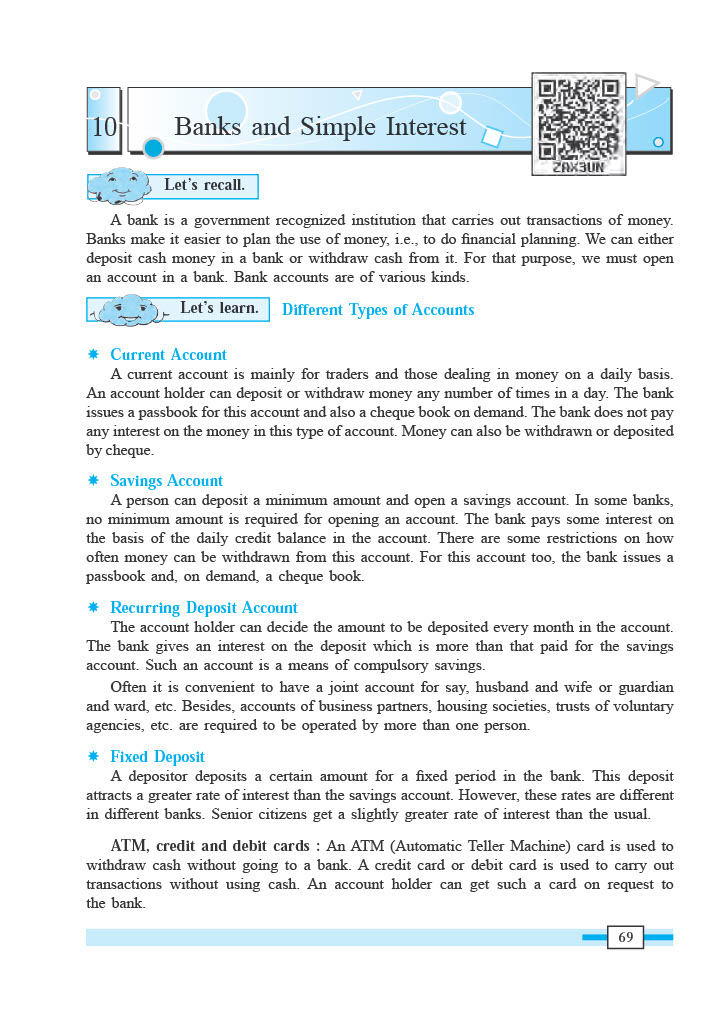 10
Banks and Simple Interest
ZAX3UN
Let's recall.
A bank is a government recognized institution that carries out transactions of money.
Banks make it easier to plan the use of money, i.e., to do financial planning. We can either
deposit cash money in a bank or withdraw cash from it. For that purpose, we must open
an account in a bank. Bank accounts are of various kinds.
Let's learn.
Different Types of Accounts
✷ Current Account
A current account is mainly for traders and those dealing in money on a daily basis.
An account holder can deposit or withdraw money any number of times in a day. The bank
issues a passbook for this account and also a cheque book on demand. The bank does not pay
any interest on the money in this type of account. Money can also be withdrawn or deposited
by cheque.
✷ Savings Account
A person can deposit a minimum amount and open a savings account. In some banks,
no minimum amount is required for opening an account. The bank pays some interest on
the basis of the daily credit balance in the account. There are some restrictions on how
often money can be withdrawn from this account. For this account too, the bank issues a
passbook and, on demand, a cheque book.
✷ Recurring Deposit Account
The account holder can decide the amount to be deposited every month in the account.
The bank gives an interest on the deposit which is more than that paid for the savings
account. Such an account is a means of compulsory savings.
Often it is convenient to have a joint account for say, husband and wife or guardian
and ward, etc. Besides, accounts of business partners, housing societies, trusts of voluntary
agencies, etc. are required to be operated by more than one person.
✷ Fixed Deposit
A depositor deposits a certain amount for a fixed period in the bank. This deposit
attracts a greater rate of interest than the savings account. However, these rates are different
in different banks. Senior citizens get a slightly greater rate of interest than the usual.
ATM, credit and debit cards : An ATM (Automatic Teller Machine) card is used to
withdraw cash without going to a bank. A credit card or debit card is used to carry out
transactions without using cash. An account holder can get such a card on request to
the bank.
69